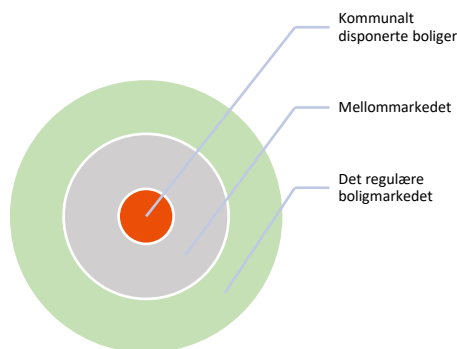 Kommunalt
disponerte boliger
Mellommarkedet
Det regulære
boligmarkedet